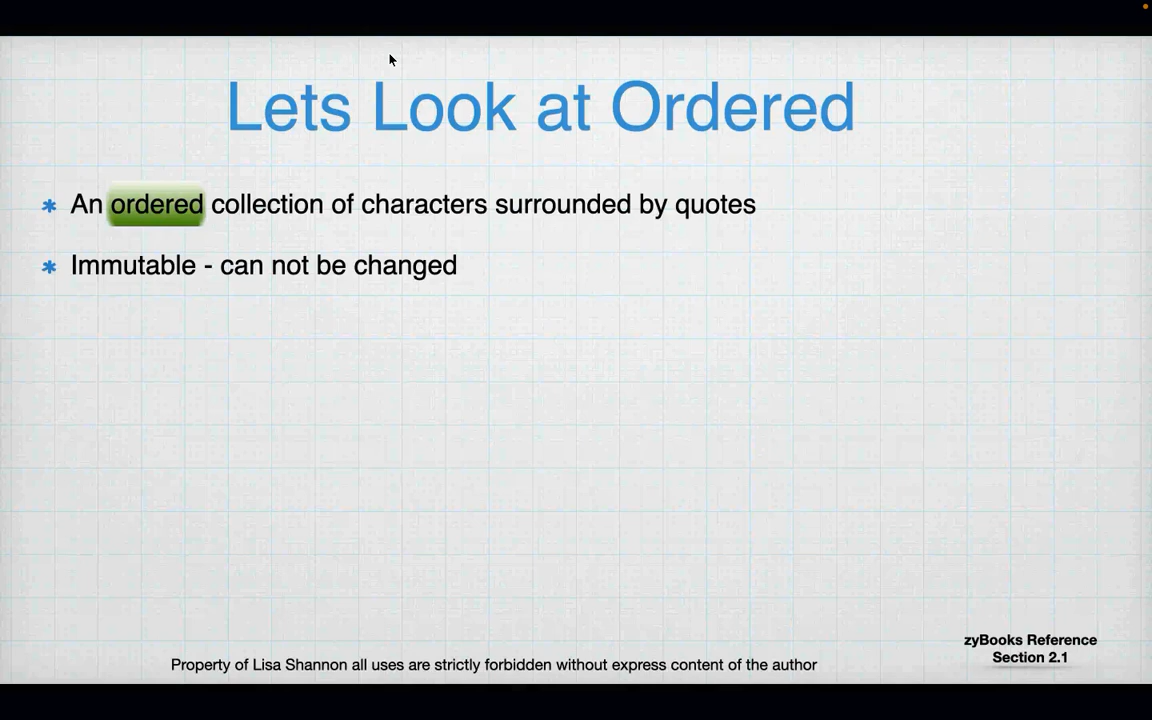 Lets Look at Ordered
* An ordered collection of characters surrounded by quotes
* Immutable - can not be changed
zyBooks Reference
Section 2.1
Property of Lisa Shannon all uses are strictly forbidden without express content of the author